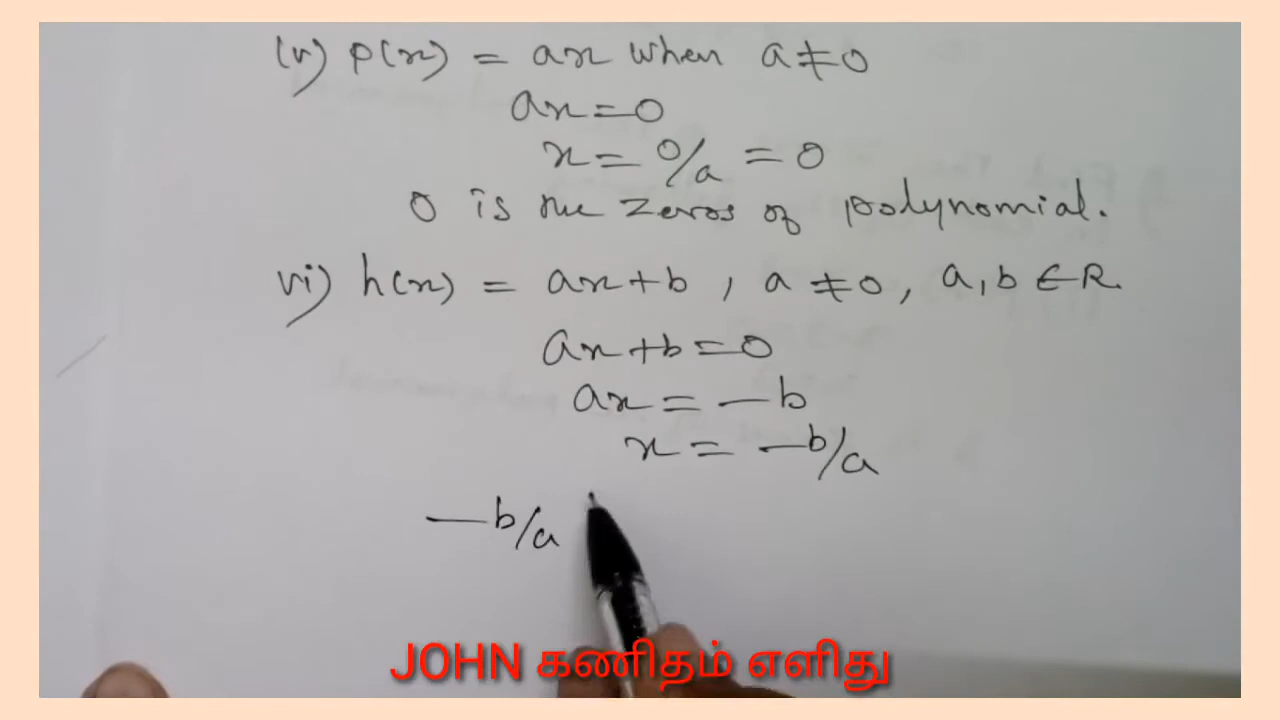 (v) p(x) = ax when a≠0
ax=0
x = 0/a = 0
0 is the zeros of polynomial.
vi) h(x) = ax+b , a ≠0, a,b ∈ R.
ax+b=0
ax = -b
x = -b/a
-b/a
JOHN கணிதம் எளிது